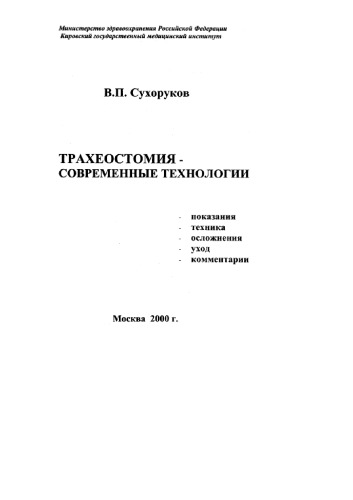 Министерство здравоохранения Российской Федерации
Кировский государственный медицинский институт
В.П. Сухоруков
ТРАХЕОСТОМИЯ -
СОВРЕМЕННЫЕ ТЕХНОЛОГИИ
- показания
- техника
- осложнения
- уход
- комментарии
Москва 2000 г.